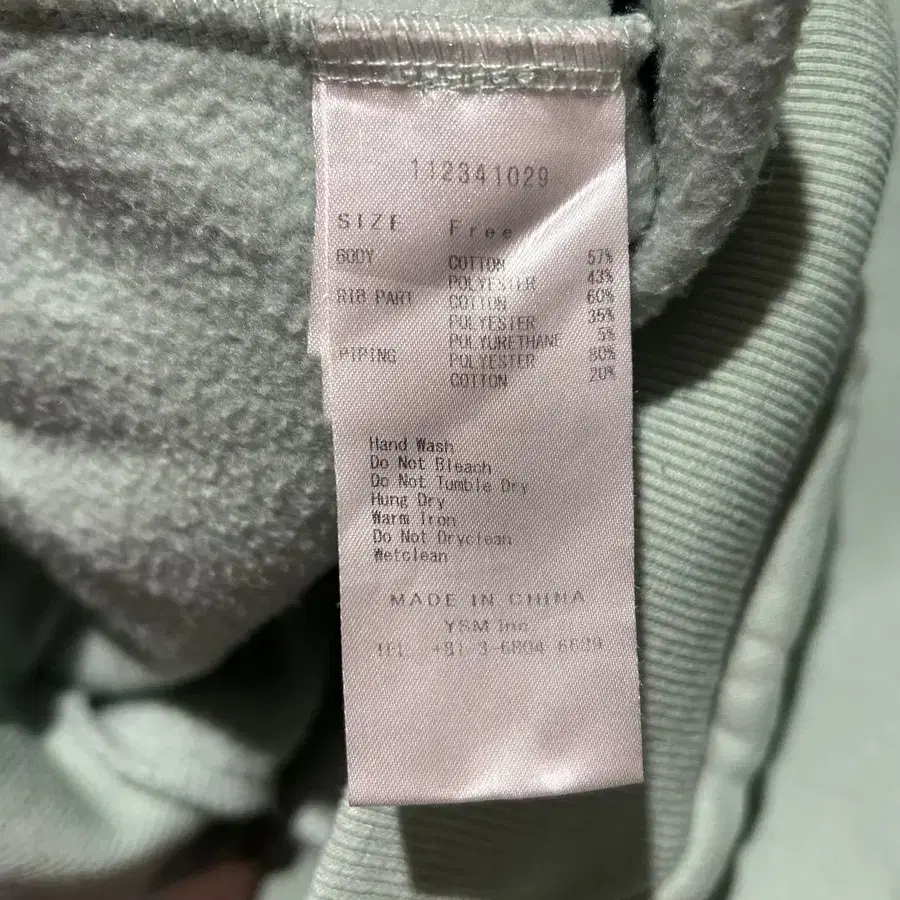 112341029
SIZE Free
BODY COTTON 57%
POLYESTER 43%
RIB PART COTTON 60%
POLYESTER 35%
POLYURETHANE 5%
PIPING POLYESTER 80%
COTTON 20%
Hand Wash
Do Not Bleach
Do Not Tumble Dry
Hung Dry
Warm Iron
Do Not Dryclean
Wetclean
MADE IN CHINA
YSM Inc
TEL +81-3-6804